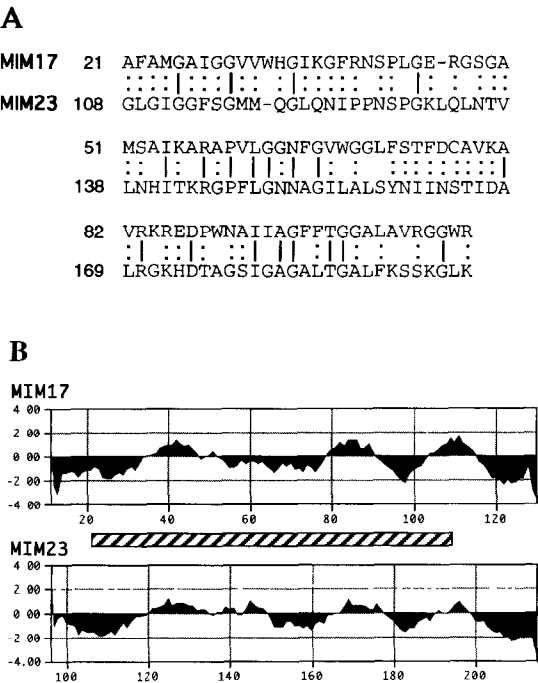 A
MIM17 21 AFAMGAIGGVVWHGIKGFRNSPLGE-RGSGA
MIM23 108 GLGIGGGFSGMM-QGLQNIPPNSPGKLQLNTV
51 MSAIKARAPVLGGNFGVWGGLFSTFDCAVKA
138 LNHITKRGPFLGNNAGILALSYNIINSTIDA
82 VRKREDPWNAIIAGFFTGGALAVRGGWR
169 LRGKHDTAGSIGAGALTGALFKSSKGLK
B
MIM17
4 00
2 00
0 00
-2 00
-4 00
20 40 60 80 100 120
MIM23
4 00
2 00
0 00
-2 00
-4.00
100 120 140 160 180 200